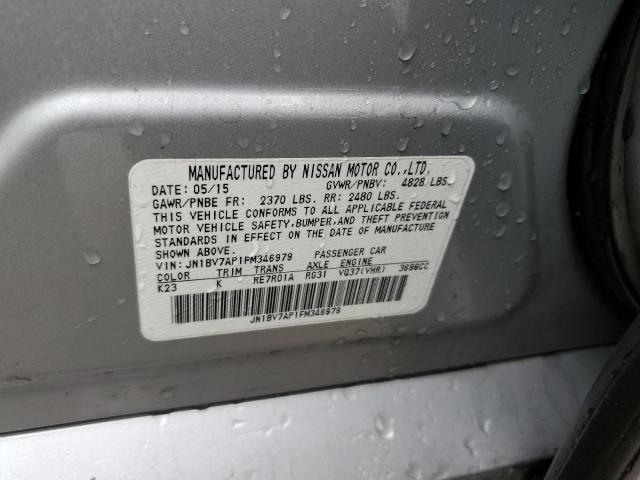 MANUFACTURED BY NISSAN MOTOR CO.,LTD.
DATE: 05/15 GVWR/PNBV: 4828 LBS.
GAWR/PNBE FR: 2370 LBS. RR: 2480 LBS.
THIS VEHICLE CONFORMS TO ALL APPLICABLE FEDERAL
MOTOR VEHICLE SAFETY,BUMPER,AND THEFT PREVENTION
STANDARDS IN EFFECT ON THE DATE OF MANUFACTURE
SHOWN ABOVE.
VIN: JN1BV7AP1FM346979 PASSENGER CAR
COLOR TRIM TRANS AXLE ENGINE
K23 K RE7R01A RG31 VQ37(VHR) 3696CC
JN1BV7AP1FM346979